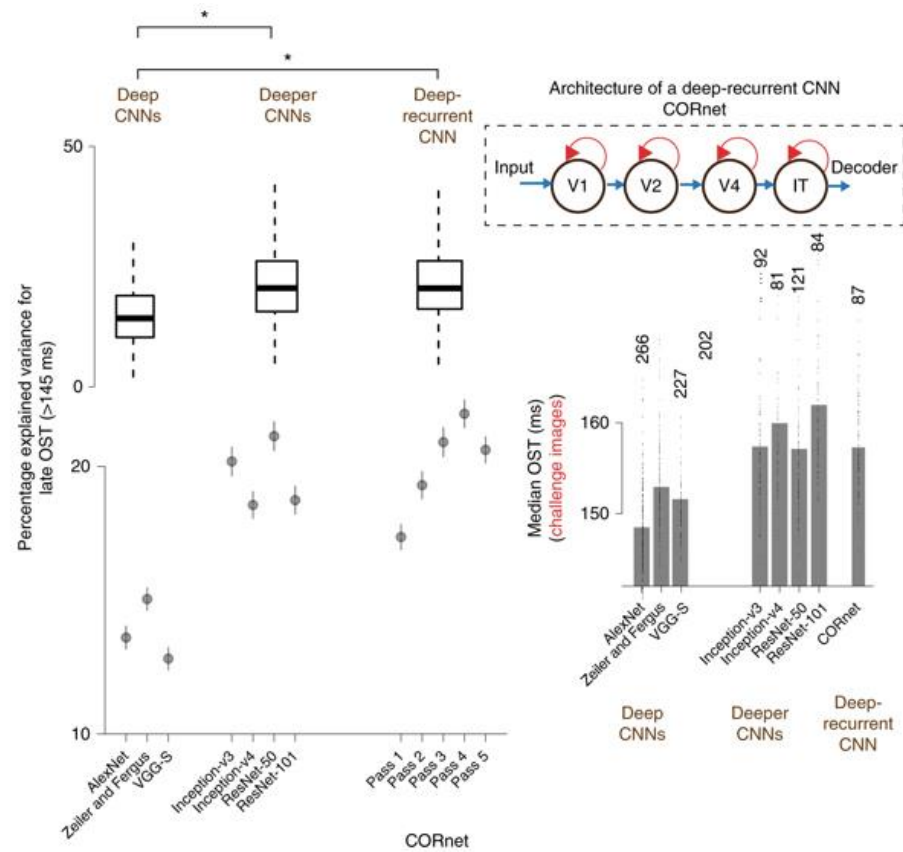 *
*
Deep
CNNs
Deeper
CNNs
Deep-
recurrent
CNN
50
0
20
10
Percentage explained variance for
late OST (>145 ms)
AlexNet
Zeiler and Fergus
VGG-S
Inception-v3
Inception-v4
ResNet-50
ResNet-101
Pass 1
Pass 2
Pass 3
Pass 4
Pass 5
CORnet
Architecture of a deep-recurrent CNN
CORnet
Input
V1
V2
V4
IT
Decoder
266
227
202
92
81
121
84
87
160
150
Median OST (ms)
(challenge images)
AlexNet
Zeiler and Fergus
VGG-S
Inception-v3
Inception-v4
ResNet-50
ResNet-101
CORnet
Deep
CNNs
Deeper
CNNs
Deep-
recurrent
CNN